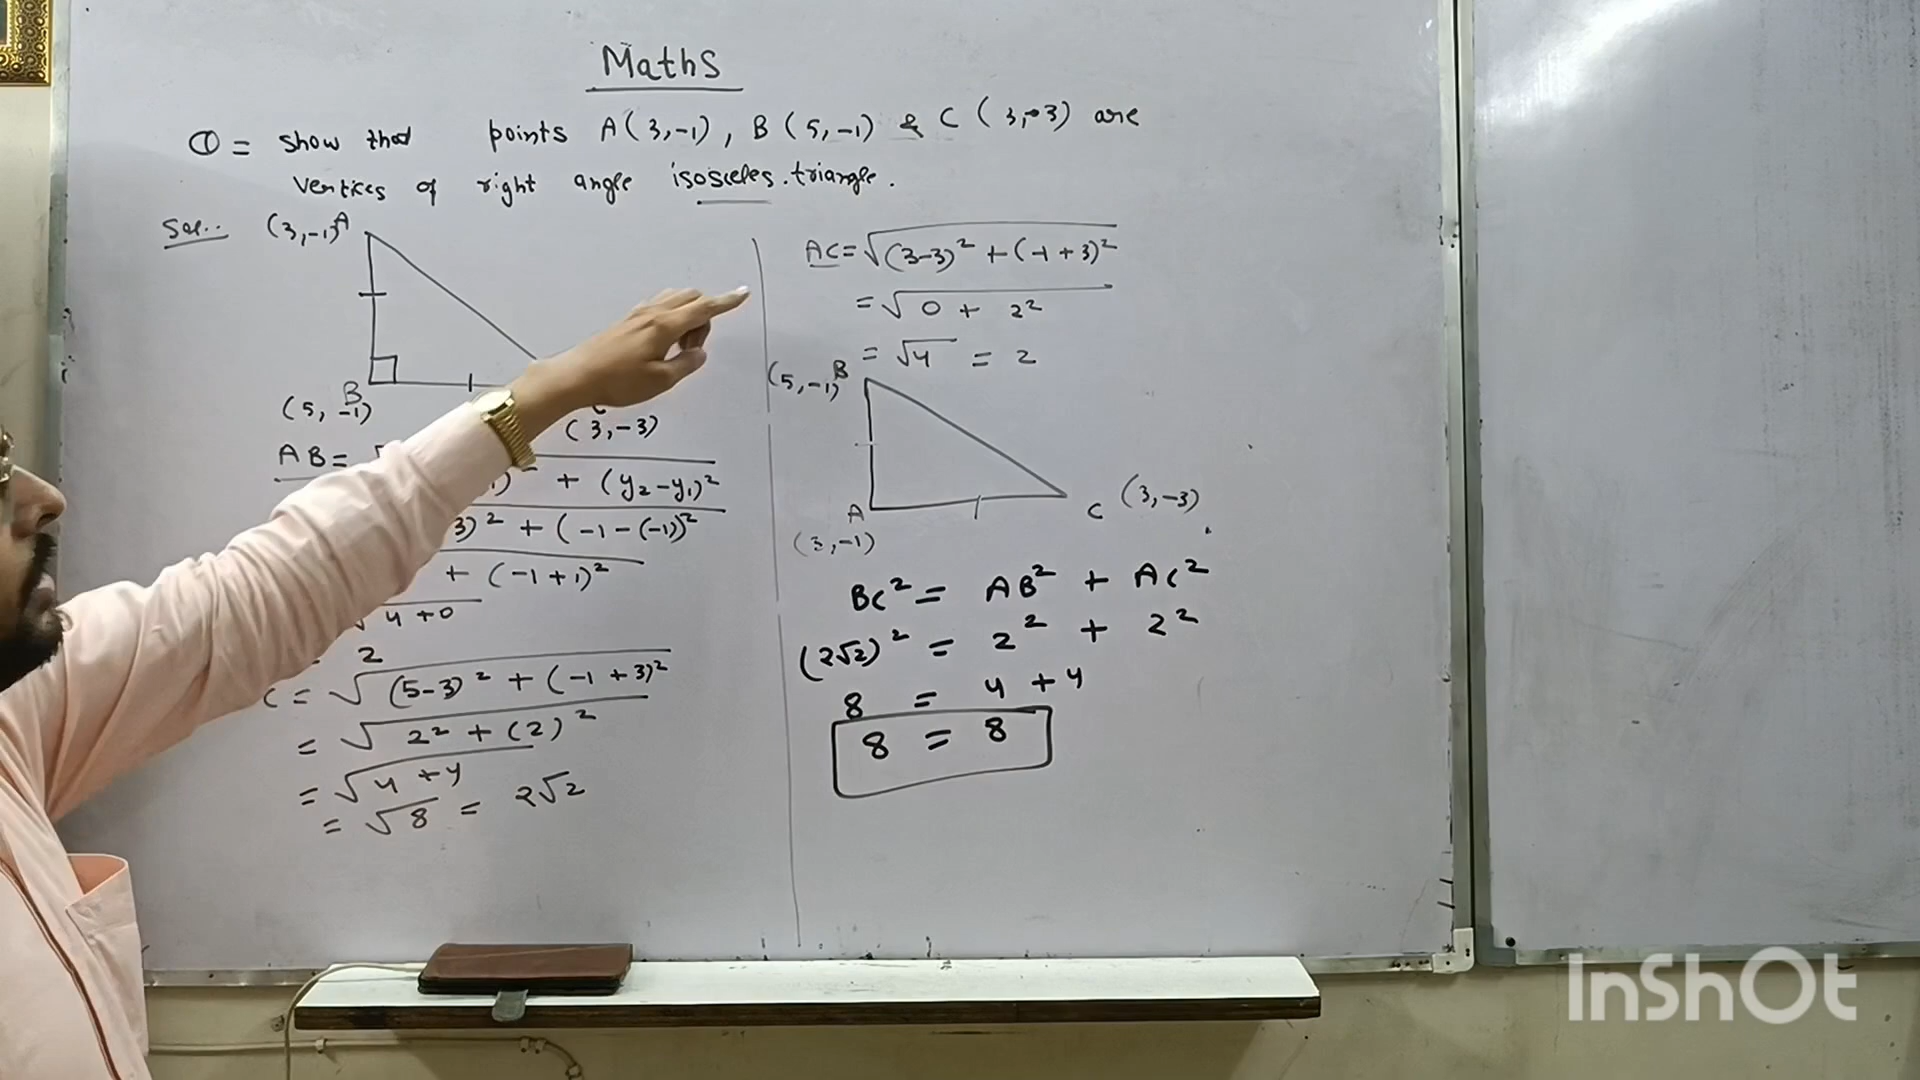 Maths
① = show that points A(3,-1), B(5,-1) & C(3,-3) are
vertices of right angle isosceles triangle.
Sol..
(3,-1) A
B
(5, -1)
(3,-3)
AB =
+ (y₂-y₁)²
3)² + (-1-(-1))²
+ (-1+1)²
4+0
2
C = √(5-3)² + (-1+3)²
= √2² + (2)²
= √4+4
= √8 = 2√2
AC = √(3-3)² + (-1+3)²
= √0 + 2²
= √4 = 2
(5,-1) B
A
(3,-1)
C (3,-3)
BC² = AB² + AC²
(2√2)² = 2² + 2²
8 = 4+4
8 = 8
InShOt